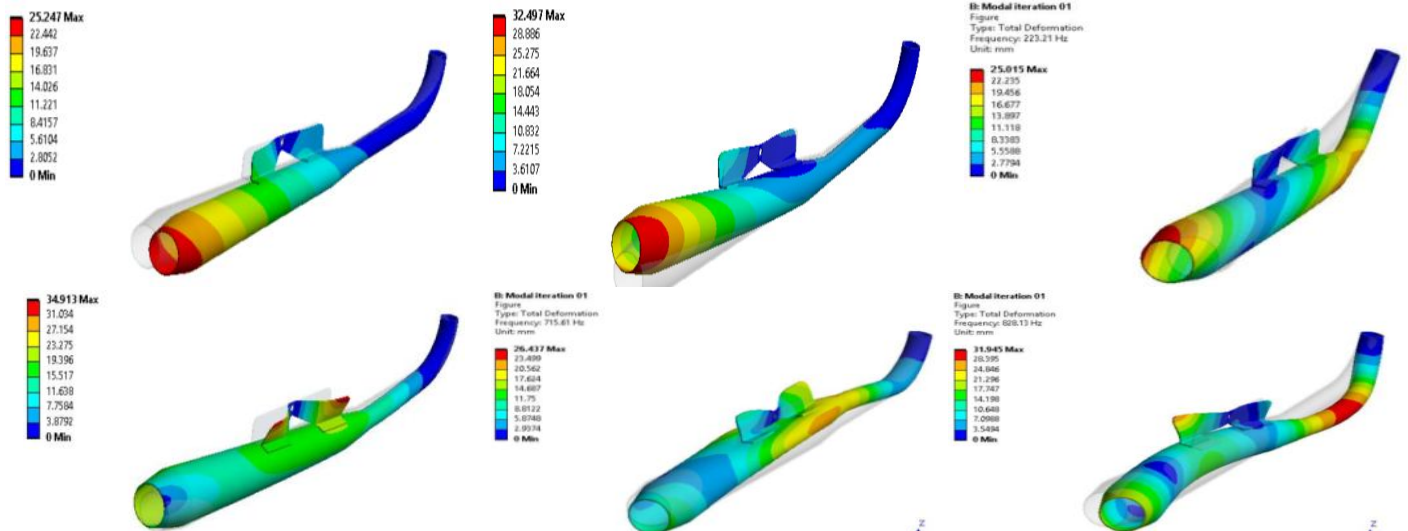 25.247 Max
22.442
19.637
16.831
14.026
11.221
8.4157
5.6104
2.8052
0 Min
32.497 Max
28.886
25.275
21.664
18.054
14.443
10.832
7.2215
3.6107
0 Min
B: Modal iteration 01
Figure
Type: Total Deformation
Frequency: 223.21 Hz
Unit: mm
25.015 Max
22.235
19.456
16.677
13.897
11.118
8.3383
5.5588
2.7794
0 Min
34.913 Max
31.034
27.154
23.275
19.396
15.517
11.638
7.7584
3.8792
0 Min
B: Modal iteration 01
Figure
Type: Total Deformation
Frequency: 715.61 Hz
Unit: mm
26.437 Max
23.499
20.562
17.624
14.687
11.75
8.8122
5.8748
2.9374
0 Min
Z
B: Modal iteration 01
Figure
Type: Total Deformation
Frequency: 828.13 Hz
Unit: mm
31.945 Max
28.395
24.846
21.296
17.747
14.198
10.648
7.0988
3.5494
0 Min
Z